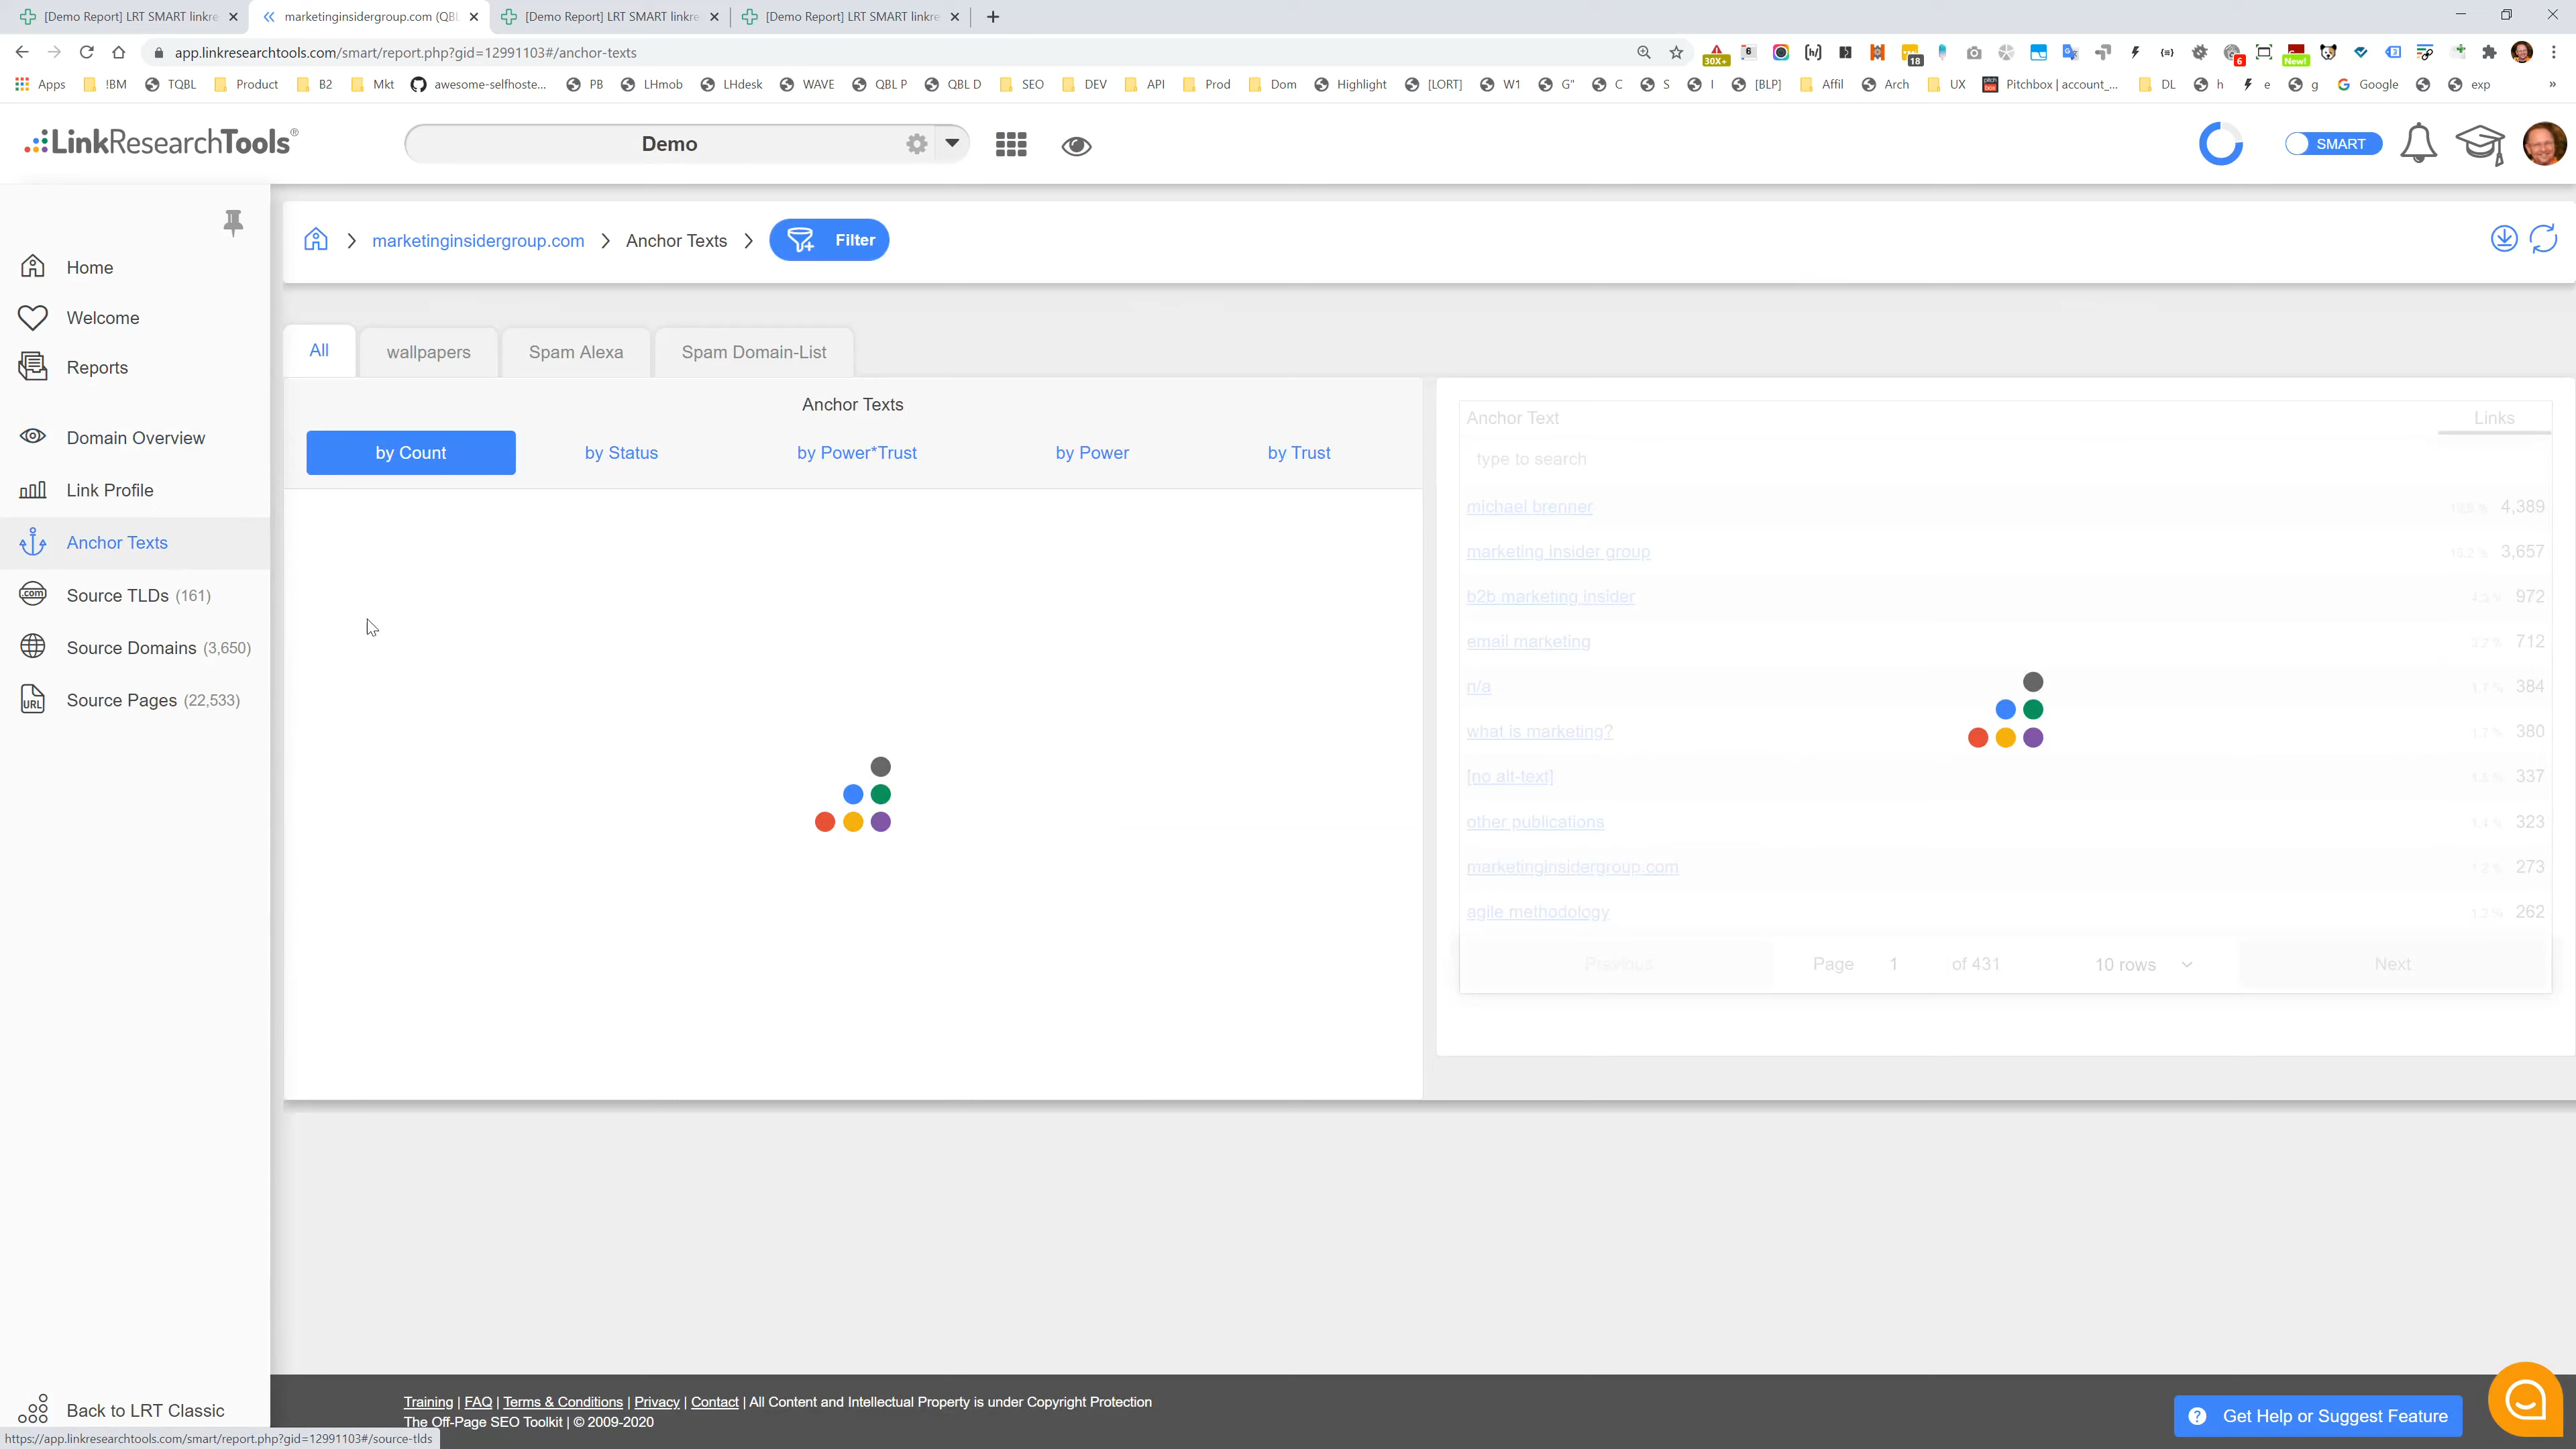 [Demo Report] LRT SMART linkre
marketinginsidergroup.com (QBL
[Demo Report] LRT SMART linkre
[Demo Report] LRT SMART linkre
app.linkresearchtools.com/smart/report.php?gid=12991103#/anchor-texts
30X+
6
18
6
New!
Apps
!BM
TQBL
Product
B2
Mkt
awesome-selfhoste...
PB
LHmob
LHdesk
WAVE
QBL P
QBL D
SEO
DEV
API
Prod
Dom
Highlight
[LORT]
W1
G"
C
S
I
[BLP]
Affil
Arch
UX
Pitchbox | account_...
DL
h
e
g
Google
exp
»
LinkResearchTools®
Demo
SMART
marketinginsidergroup.com
Anchor Texts
Filter
Home
Welcome
Reports
Domain Overview
Link Profile
Anchor Texts
.com
Source TLDs (161)
Source Domains (3,650)
URL
Source Pages (22,533)
Back to LRT Classic
All
wallpapers
Spam Alexa
Spam Domain-List
Anchor Texts
by Count
by Status
by Power*Trust
by Power
by Trust
Anchor Text Links
type to search
michael brenner 4,389
marketing insider group 3,657
b2b marketing insider 972
email marketing 712
n/a 384
what is marketing? 380
[no alt-text] 337
other publications 323
marketinginsidergroup.com 273
agile methodology 262
Previous Page 1 of 431 10 rows Next
Training | FAQ | Terms & Conditions | Privacy | Contact | All Content and Intellectual Property is under Copyright Protection
The Off-Page SEO Toolkit | © 2009-2020
Get Help or Suggest Feature
https://app.linkresearchtools.com/smart/report.php?gid=12991103#/source-tlds